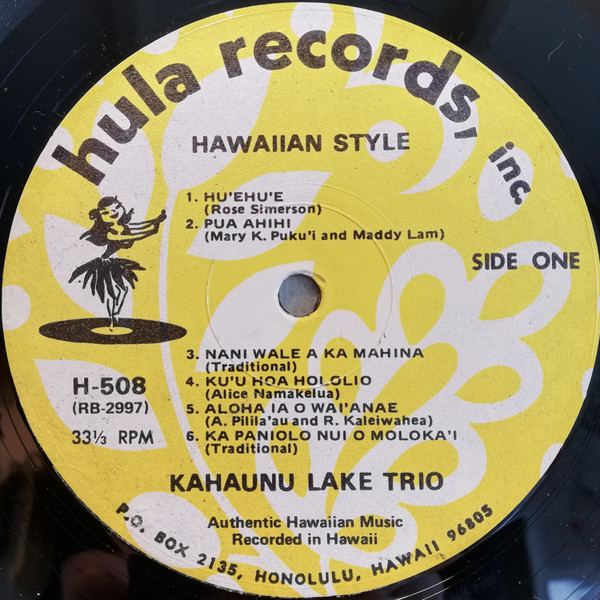 hula records, inc.
HAWAIIAN STYLE
1. HU'EHU'E
(Rose Simerson)
2. PUA AHIHI
(Mary K. Puku'i and Maddy Lam)
SIDE ONE
3. NANI WALE A KA MAHINA
(Traditional)
4. KU'U HOA HOLOLIO
(Alice Namakelua)
5. ALOHA IA O WAI'ANAE
(A. Pilila'au and R. Kaleiwahea)
6. KA PANIOLO NUI O MOLOKA'I
(Traditional)
H-508
(RB-2997)
33⅓ RPM
KAHAUNU LAKE TRIO
Authentic Hawaiian Music
Recorded in Hawaii
P.O. BOX 2135, HONOLULU, HAWAII 96805